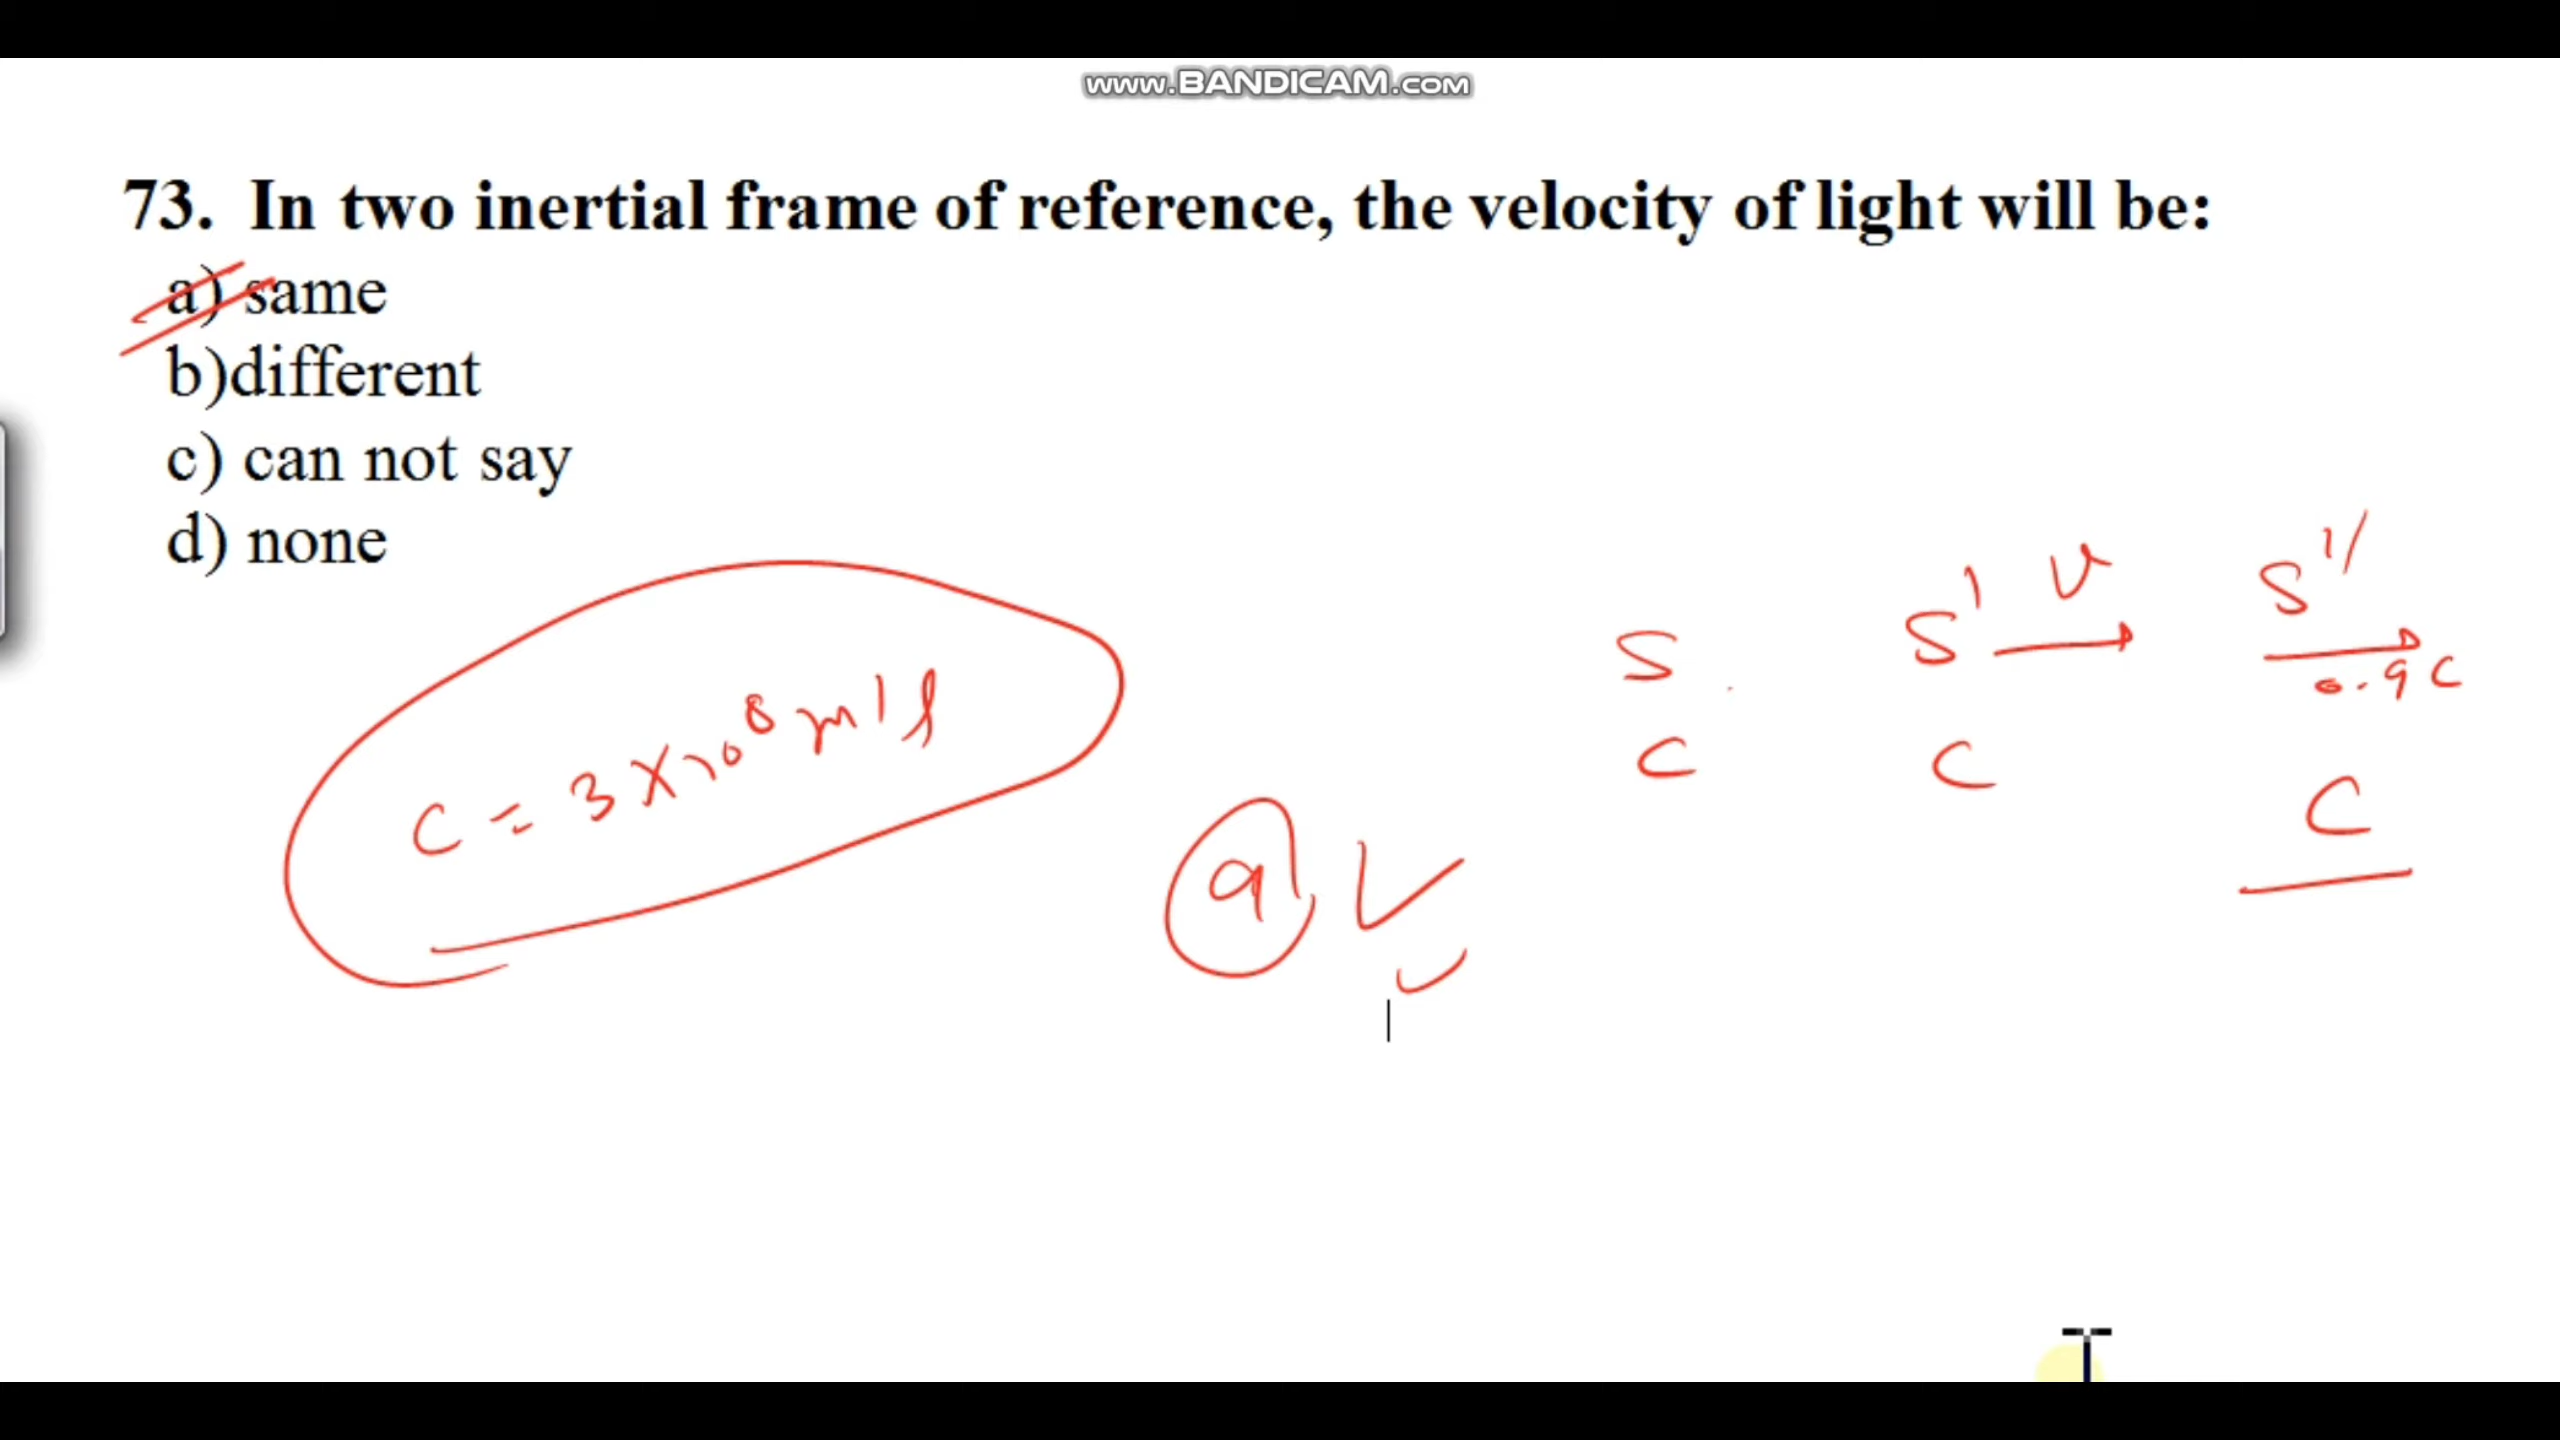 www.BANDICAM.com
73. In two inertial frame of reference, the velocity of light will be:
a) same
b)different
c) can not say
d) none
S S' v S''
0.9 C
C C C
C = 3 X 10⁸ m/s
a